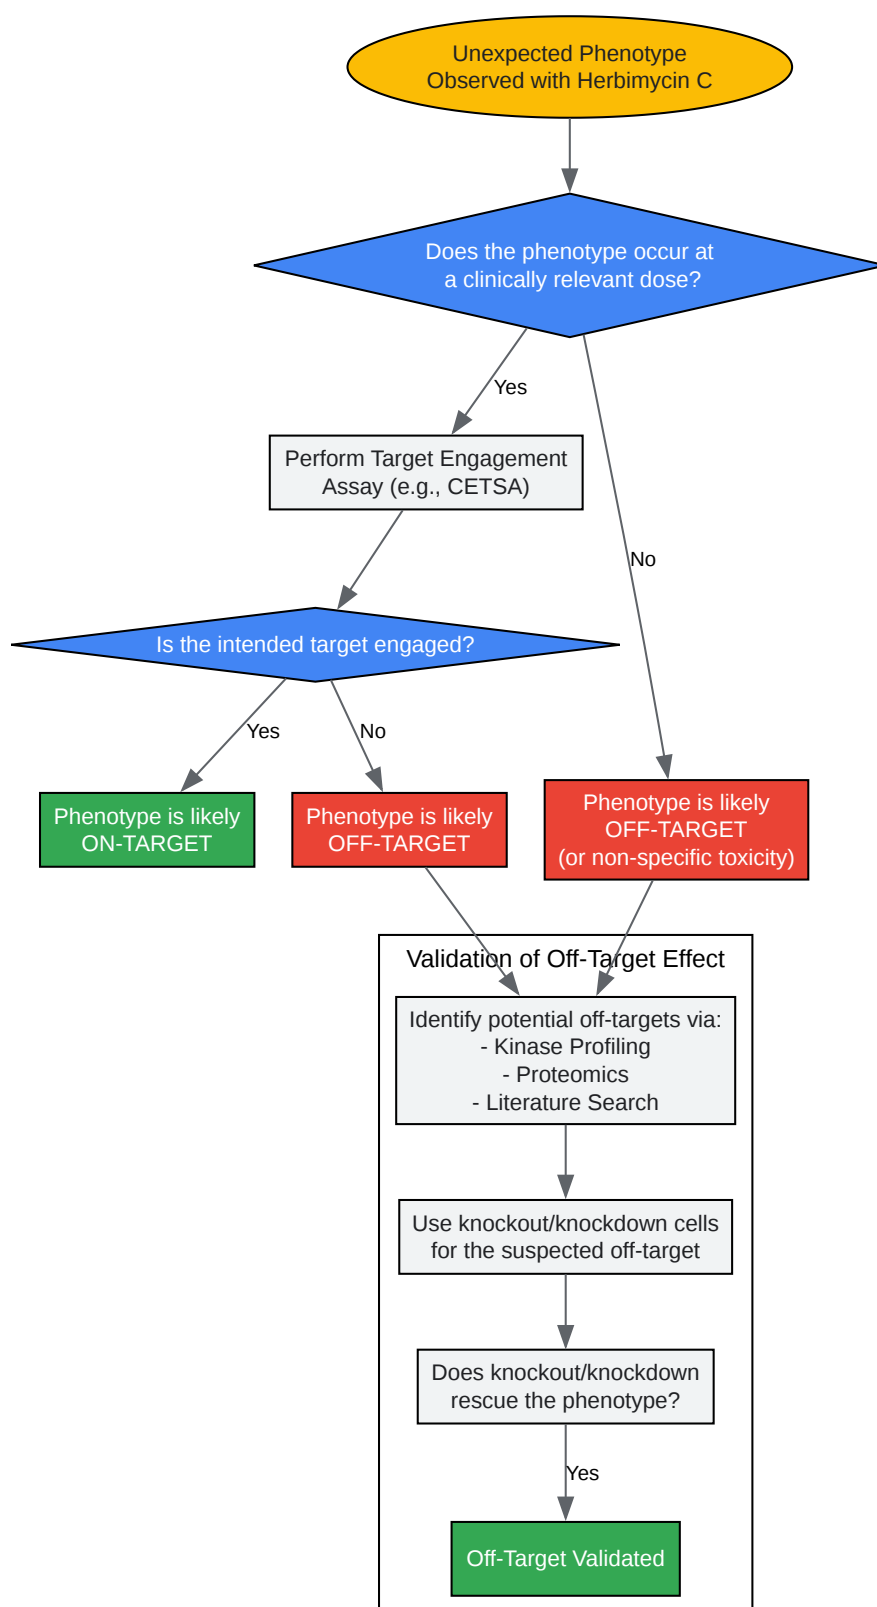 Unexpected Phenotype
Observed with Herbimycin C
Does the phenotype occur at
a clinically relevant dose?
Yes
Perform Target Engagement
Assay (e.g., CETSA)
No
Is the intended target engaged?
Yes
No
Phenotype is likely
ON-TARGET
Phenotype is likely
OFF-TARGET
Phenotype is likely
OFF-TARGET
(or non-specific toxicity)
Validation of Off-Target Effect
Identify potential off-targets via:
- Kinase Profiling
- Proteomics
- Literature Search
Use knockout/knockdown cells
for the suspected off-target
Does knockout/knockdown
rescue the phenotype?
Yes
Off-Target Validated